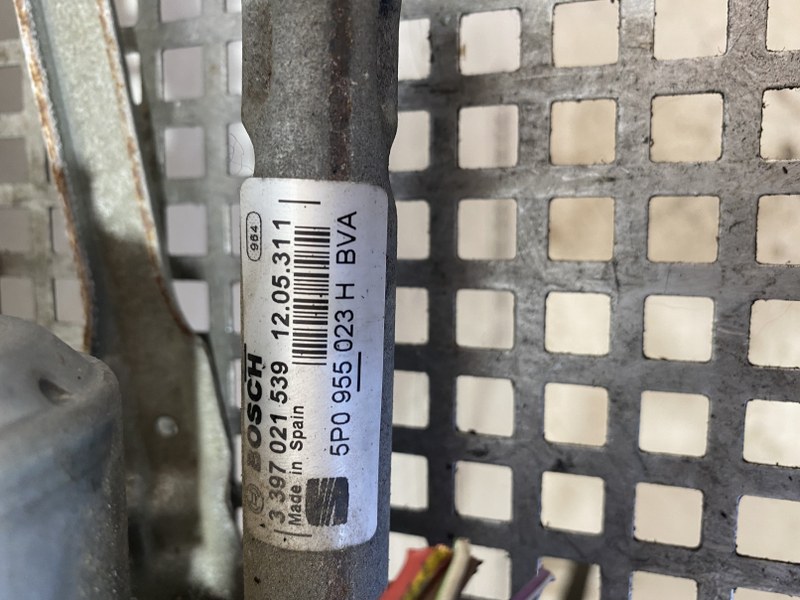 BOSCH
984
3 397 021 539 12.05.31 1
Made in Spain
5P0 955 023 H BVA